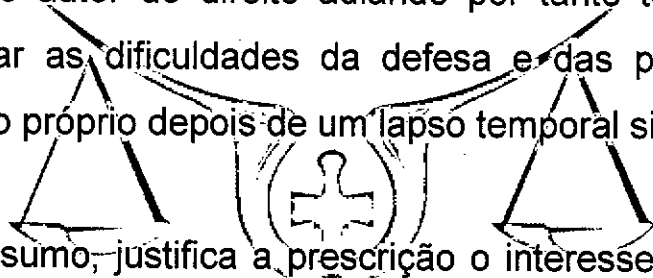 autor do direito adiando por tanto
ar as dificuldades da defesa e das p
o próprio depois de um lapso temporal si
sumo, justifica a prescrição o interesse